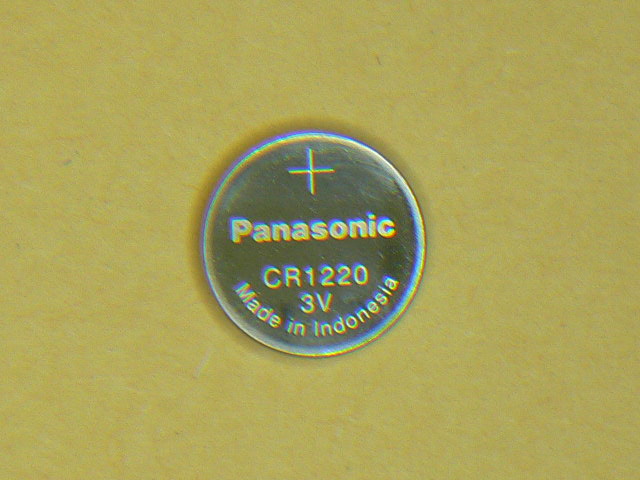 +
Panasonic
CR1220
3V
Made in Indonesia